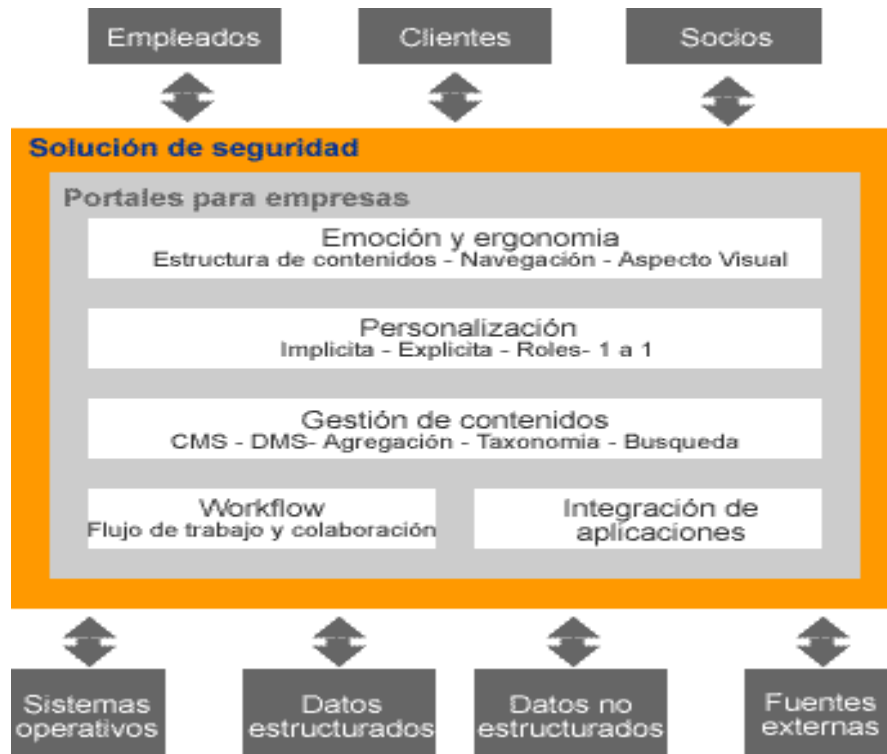 Empleados
Clientes
Socios
Solución de seguridad
Portales para empresas
Emoción y ergonomia
Estructura de contenidos - Navegación - Aspecto Visual
Personalización
Implicita - Explicita - Roles- 1 a 1
Gestión de contenidos
CMS - DMS- Agregación - Taxonomia - Busqueda
Workflow
Flujo de trabajo y colaboración
Integración de
aplicaciones
Sistemas
operativos
Datos
estructurados
Datos no
estructurados
Fuentes
externas